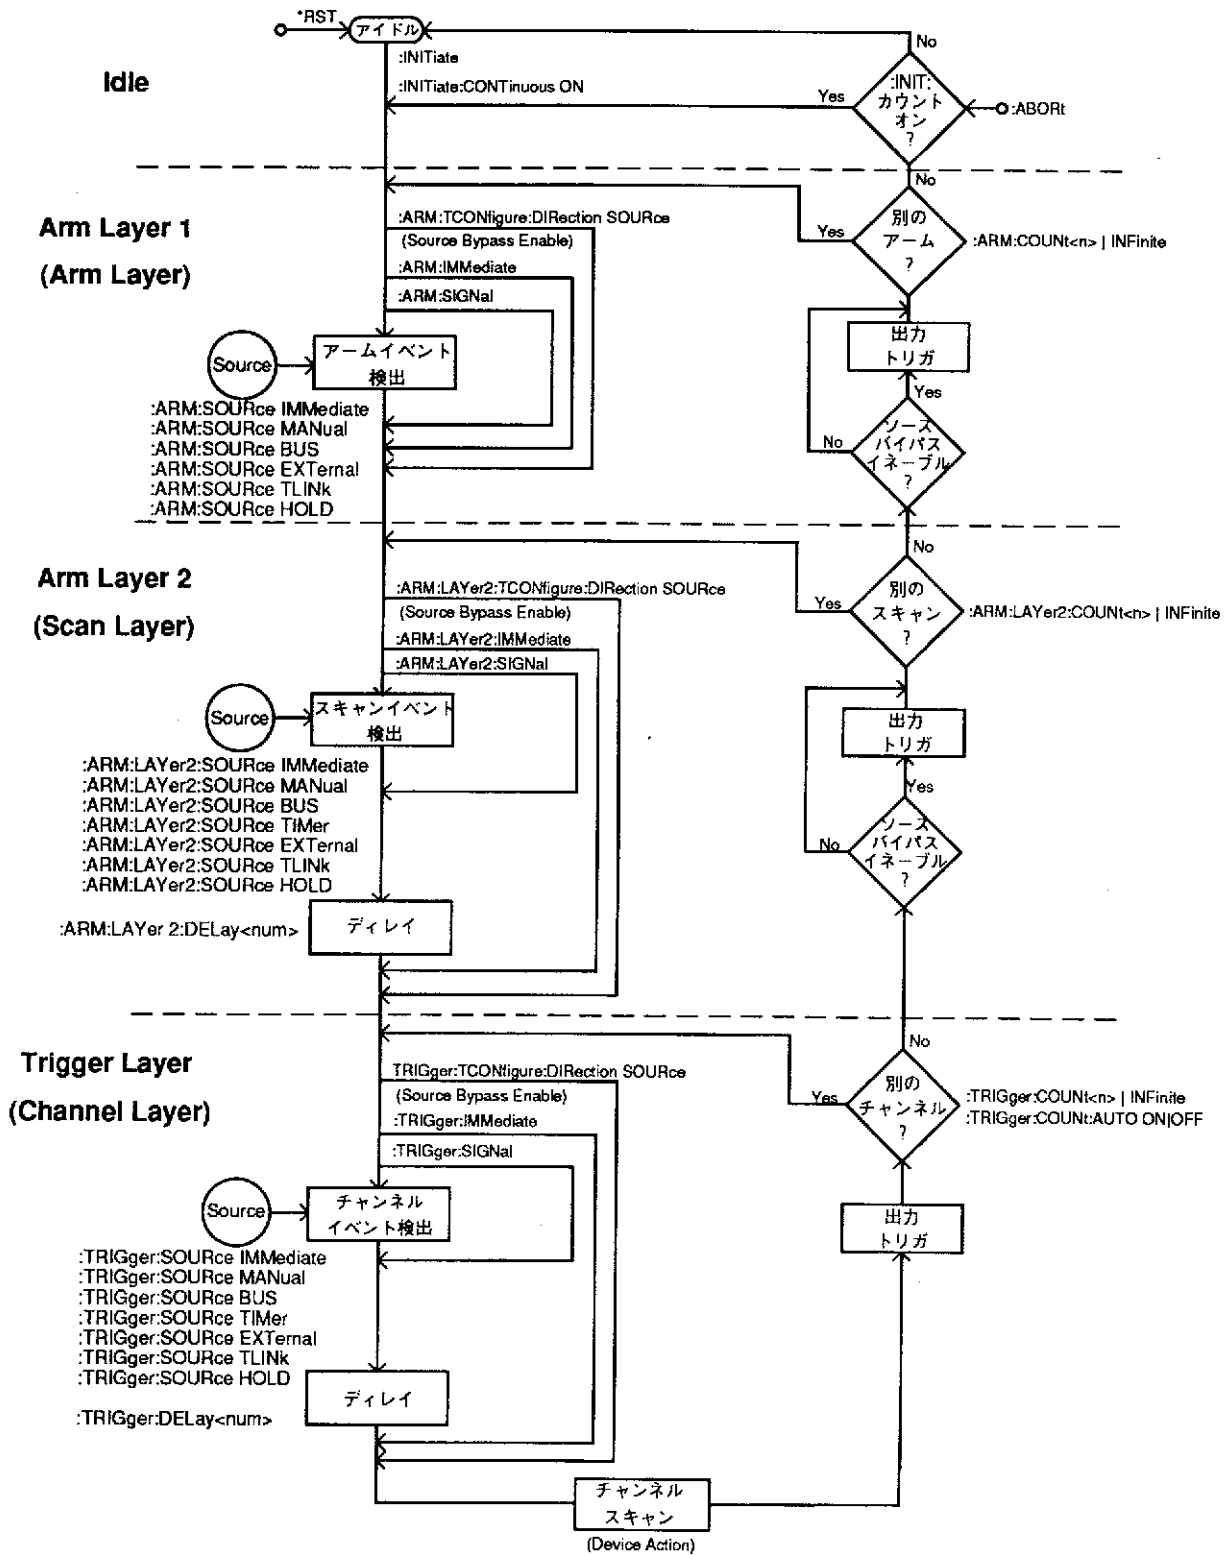 *RST
アイドル
No
:INITiate
Idle
:INITiate:CONTinuous ON
Yes
:INIT:
カウント
オン
?
:ABORt
No
Arm Layer 1
(Arm Layer)
:ARM:TCONfigure:DIRection SOURce
(Source Bypass Enable)
:ARM:IMMediate
:ARM:SIGNal
Yes
別の
アーム
?
:ARM:COUNt<n> | INFinite
Source
アームイベント
検出
出力
トリガ
Yes
:ARM:SOURce IMMediate
:ARM:SOURce MANual
:ARM:SOURce BUS
:ARM:SOURce EXTernal
:ARM:SOURce TLINk
:ARM:SOURce HOLD
No
ソース
バイパス
イネーブル
?
No
Arm Layer 2
(Scan Layer)
:ARM:LAYer2:TCONfigure:DIRection SOURce
(Source Bypass Enable)
:ARM:LAYer2:IMMediate
:ARM:LAYer2:SIGNal
Yes
別の
スキャン
?
:ARM:LAYer2:COUNt<n> | INFinite
Source
スキャンイベント
検出
出力
トリガ
Yes
:ARM:LAYer2:SOURce IMMediate
:ARM:LAYer2:SOURce MANual
:ARM:LAYer2:SOURce BUS
:ARM:LAYer2:SOURce TIMer
:ARM:LAYer2:SOURce EXTernal
:ARM:LAYer2:SOURce TLINk
:ARM:LAYer2:SOURce HOLD
No
ソース
バイパス
イネーブル
?
:ARM:LAYer 2:DELay<num>
ディレイ
No
Trigger Layer
(Channel Layer)
TRIGger:TCONfigure:DIRection SOURce
(Source Bypass Enable)
:TRIGger:IMMediate
:TRIGger:SIGNal
Yes
別の
チャンネル
?
:TRIGger:COUNt<n> | INFinite
:TRIGger:COUNt:AUTO ON|OFF
Source
チャンネル
イベント検出
出力
トリガ
:TRIGger:SOURce IMMediate
:TRIGger:SOURce MANual
:TRIGger:SOURce BUS
:TRIGger:SOURce TIMer
:TRIGger:SOURce EXTernal
:TRIGger:SOURce TLINk
:TRIGger:SOURce HOLD
:TRIGger:DELay<num>
ディレイ
チャンネル
スキャン
(Device Action)